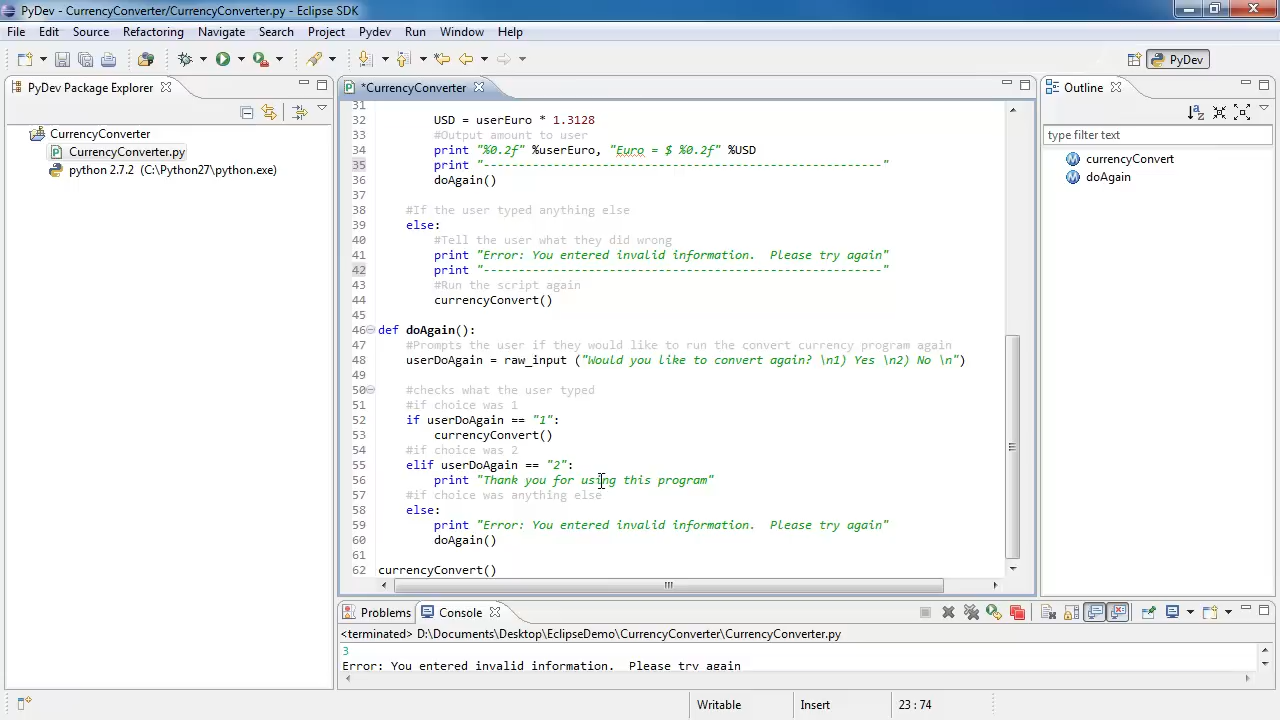 PyDev - CurrencyConverter/CurrencyConverter.py - Eclipse SDK
File Edit Source Refactoring Navigate Search Project Pydev Run Window Help
PyDev
PyDev Package Explorer
CurrencyConverter
CurrencyConverter.py
python 2.7.2 (C:\Python27\python.exe)
*CurrencyConverter
31
32 USD = userEuro * 1.3128
33 #Output amount to user
34 print "%0.2f" %userEuro, "Euro = $ %0.2f" %USD
35 print "---------------------------------------------------------"
36 doAgain()
37
38 #If the user typed anything else
39 else:
40 #Tell the user what they did wrong
41 print "Error: You entered invalid information.  Please try again"
42 print "---------------------------------------------------------"
43 #Run the script again
44 currencyConvert()
45
46 def doAgain():
47 #Prompts the user if they would like to run the convert currency program again
48 userDoAgain = raw_input ("Would you like to convert again? \n1) Yes \n2) No \n")
49
50 #checks what the user typed
51 #if choice was 1
52 if userDoAgain == "1":
53 currencyConvert()
54 #if choice was 2
55 elif userDoAgain == "2":
56 print "Thank you for using this program"
57 #if choice was anything else
58 else:
59 print "Error: You entered invalid information.  Please try again"
60 doAgain()
61
62 currencyConvert()
Outline
type filter text
currencyConvert
doAgain
Problems Console
<terminated> D:\Documents\Desktop\EclipseDemo\CurrencyConverter\CurrencyConverter.py
3
Error: You entered invalid information.  Please try again
Writable Insert 23 : 74